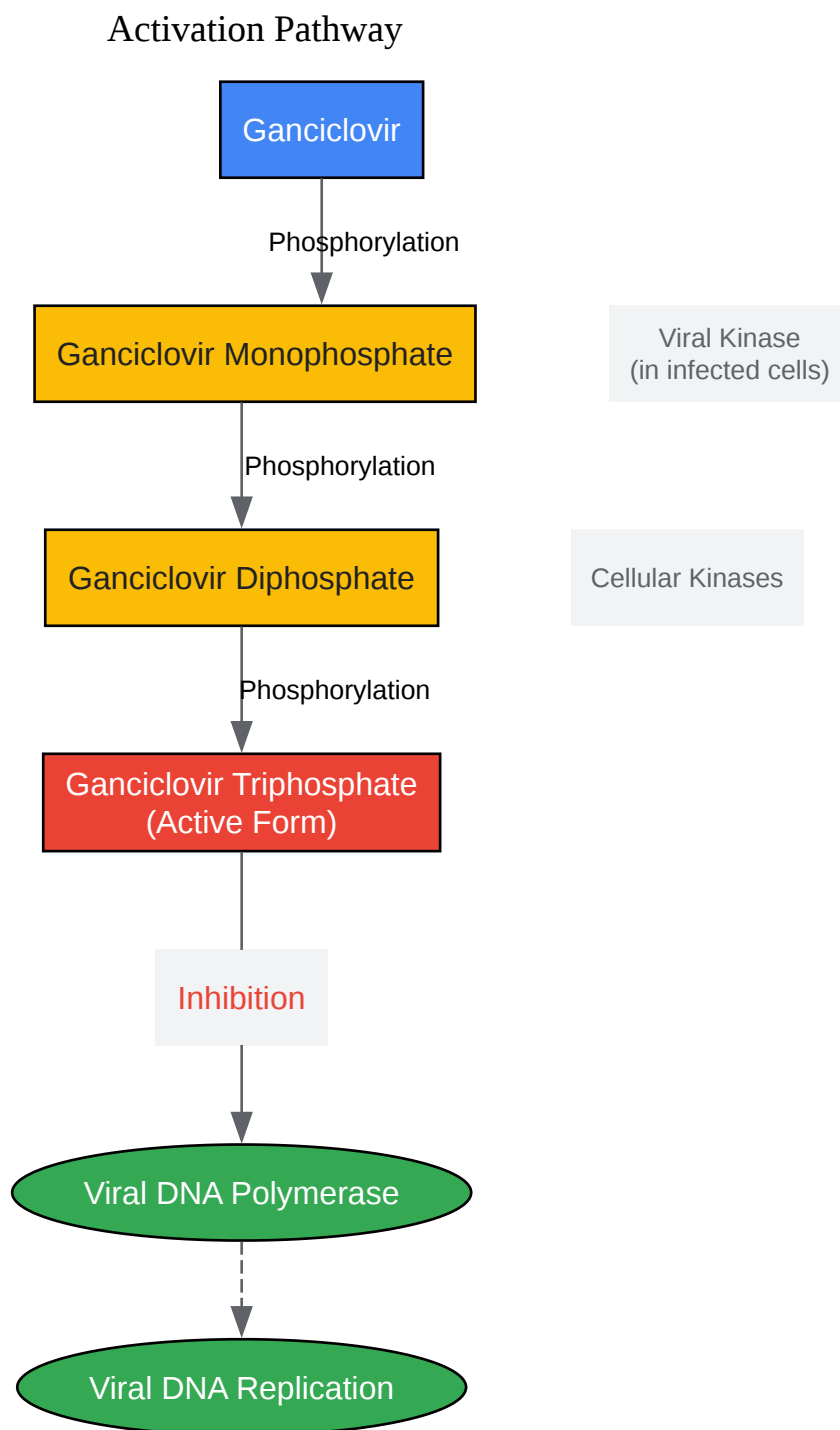 Activation Pathway
Ganciclovir
Phosphorylation
Ganciclovir Monophosphate
Viral Kinase
(in infected cells)
Phosphorylation
Ganciclovir Diphosphate
Cellular Kinases
Phosphorylation
Ganciclovir Triphosphate
(Active Form)
Inhibition
Viral DNA Polymerase
Viral DNA Replication